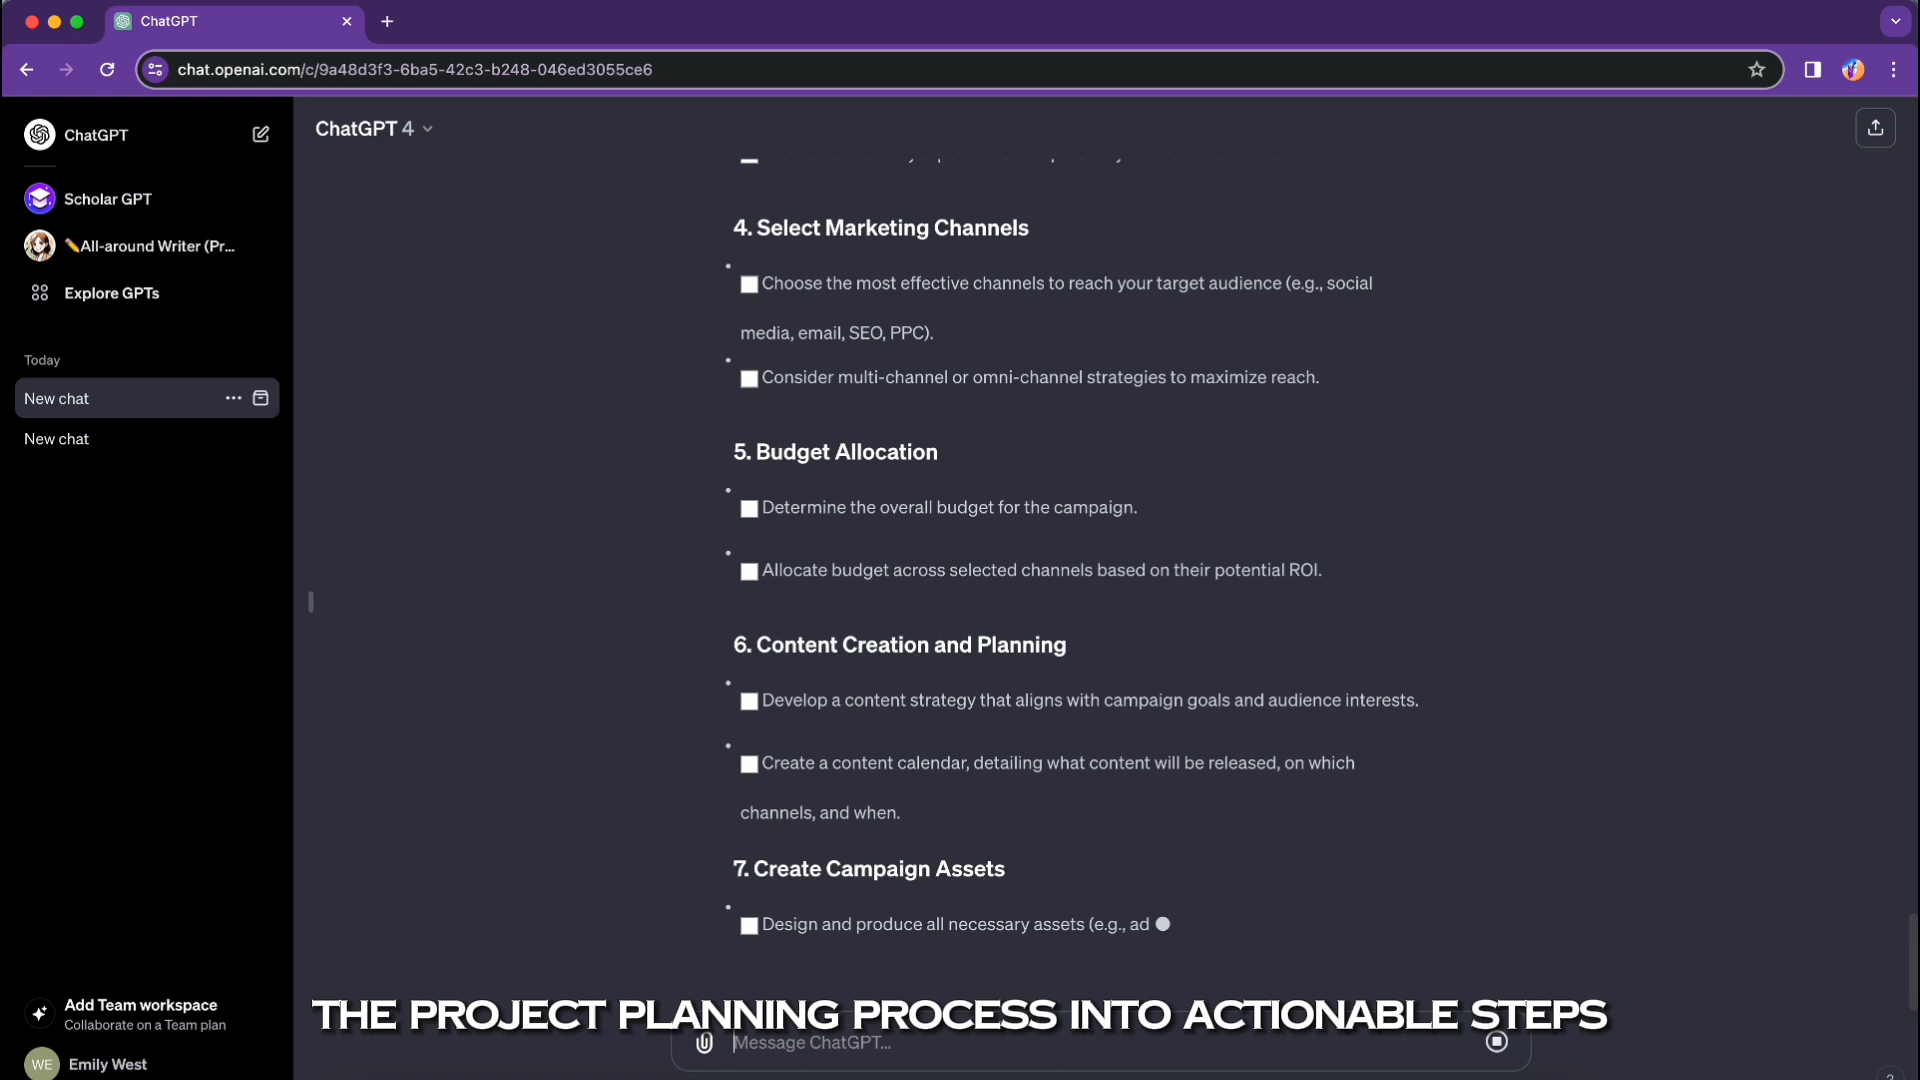 ChatGPT
chat.openai.com/c/9a48d3f3-6ba5-42c3-b248-046ed3055ce6
ChatGPT
ChatGPT 4
Scholar GPT
✏️All-around Writer (Pr...
Explore GPTs
Today
New chat
New chat
4. Select Marketing Channels
Choose the most effective channels to reach your target audience (e.g., social
media, email, SEO, PPC).
Consider multi-channel or omni-channel strategies to maximize reach.
5. Budget Allocation
Determine the overall budget for the campaign.
Allocate budget across selected channels based on their potential ROI.
6. Content Creation and Planning
Develop a content strategy that aligns with campaign goals and audience interests.
Create a content calendar, detailing what content will be released, on which
channels, and when.
7. Create Campaign Assets
Design and produce all necessary assets (e.g., ad
THE PROJECT PLANNING PROCESS INTO ACTIONABLE STEPS
Message ChatGPT...
Add Team workspace
Collaborate on a Team plan
WE Emily West